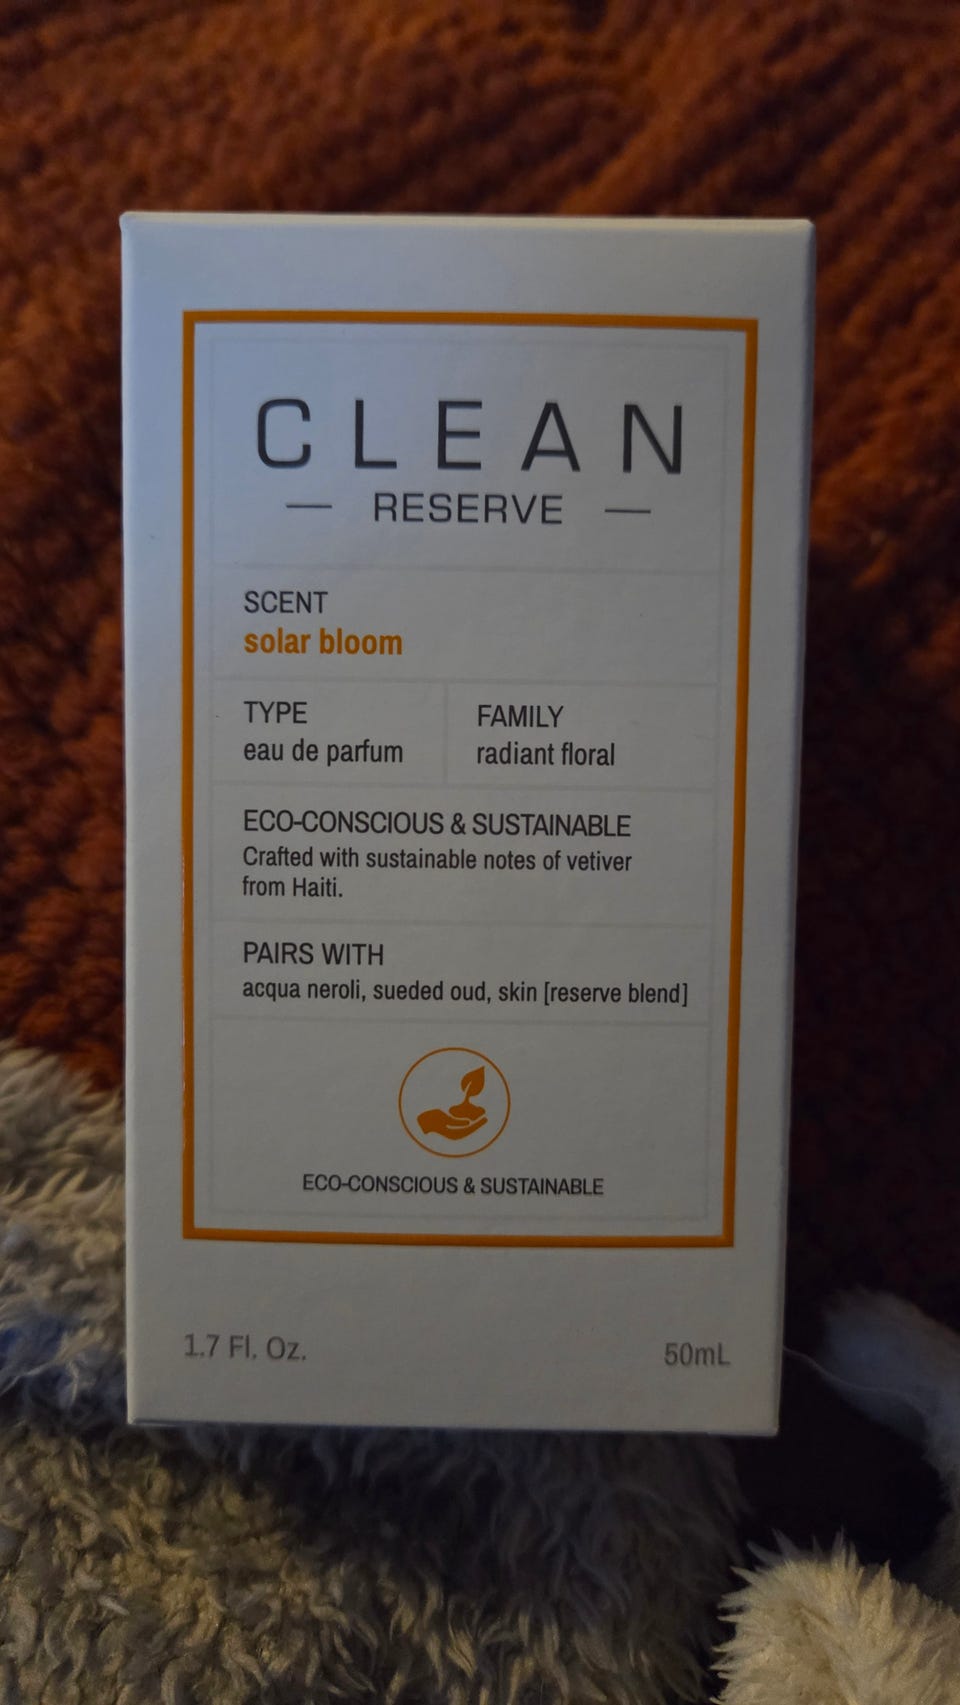 CLEAN
— RESERVE —
SCENT
solar bloom
TYPE
eau de parfum
FAMILY
radiant floral
ECO-CONSCIOUS & SUSTAINABLE
Crafted with sustainable notes of vetiver
from Haiti.
PAIRS WITH
acqua neroli, sueded oud, skin [reserve blend]
ECO-CONSCIOUS & SUSTAINABLE
1.7 Fl. Oz.
50mL